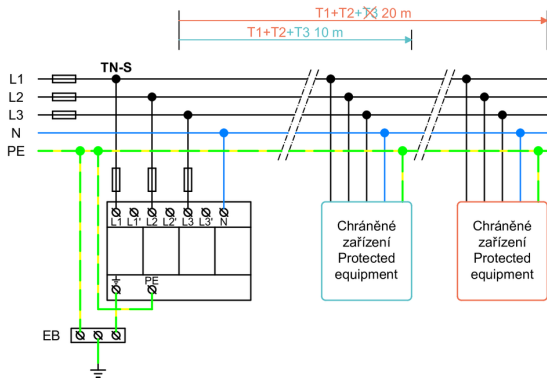 T1+T2+T3 20 m
T1+T2+T3 10 m
TN-S
L1
L2
L3
N
PE
L1 L1' L2 L2' L3 L3' N
Chráněné
zařízení
Protected
equipment
Chráněné
zařízení
Protected
equipment
PE
EB